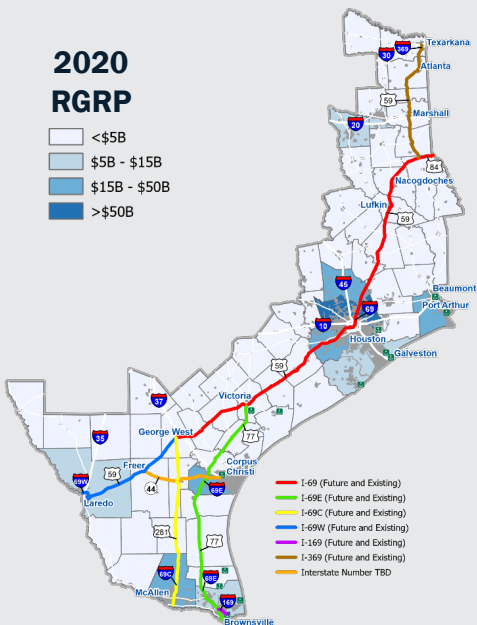 2020
RGRP
<$5B
$5B - $15B
$15B - $50B
>$50B
30
369
Texarkana
Atlanta
59
Marshall
20
84
Nacogdoches
Lufkin
59
45
Beaumont
69
Port Arthur
10
Houston
Galveston
59
37
Victoria
35
George West
77
Freer
Corpus
Christi
59
69W
44
69E
Laredo
281
77
69C
69E
McAllen
169
Brownsville
I-69 (Future and Existing)
I-69E (Future and Existing)
I-69C (Future and Existing)
I-69W (Future and Existing)
I-169 (Future and Existing)
I-369 (Future and Existing)
Interstate Number TBD